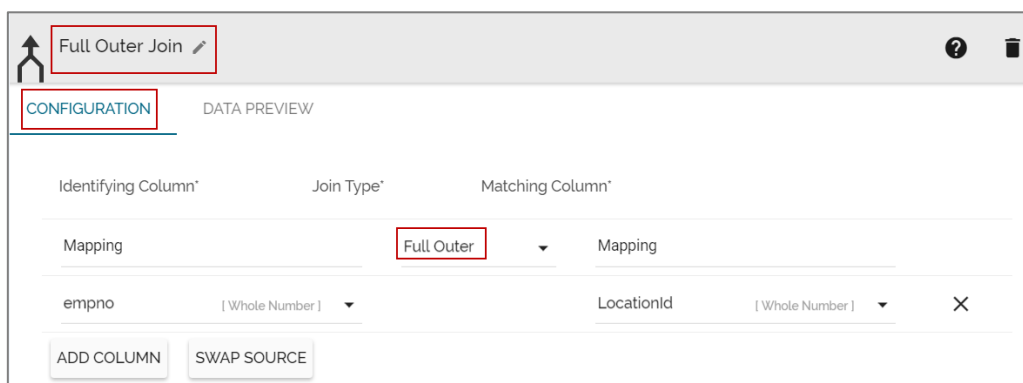 Full Outer Join
CONFIGURATION DATA PREVIEW
Identifying Column* Join Type* Matching Column*
Mapping Full Outer Mapping
empno [ Whole Number ] LocationId [ Whole Number ]
ADD COLUMN SWAP SOURCE